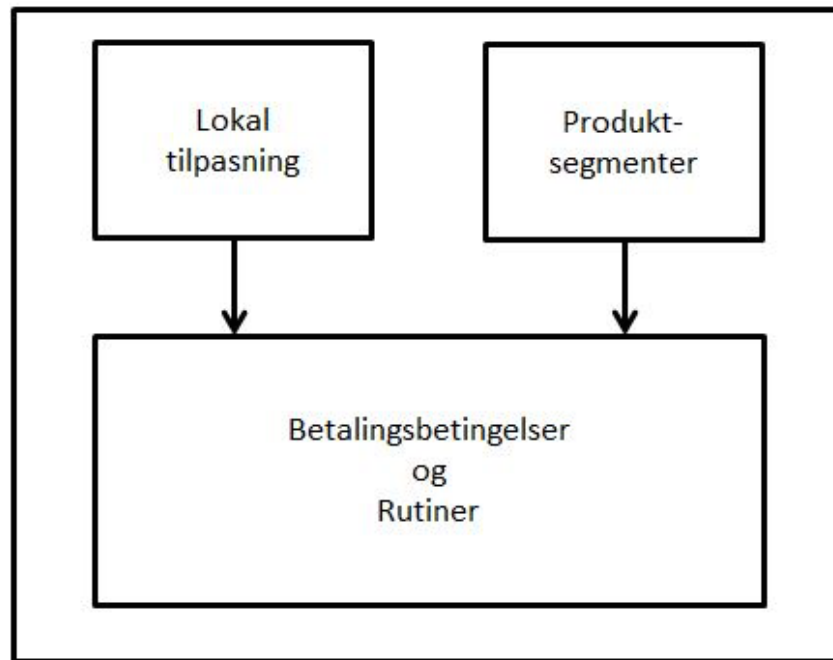 Lokal
tilpasning
Produkt-
segmenter
Betalingsbetingelser
og
Rutiner